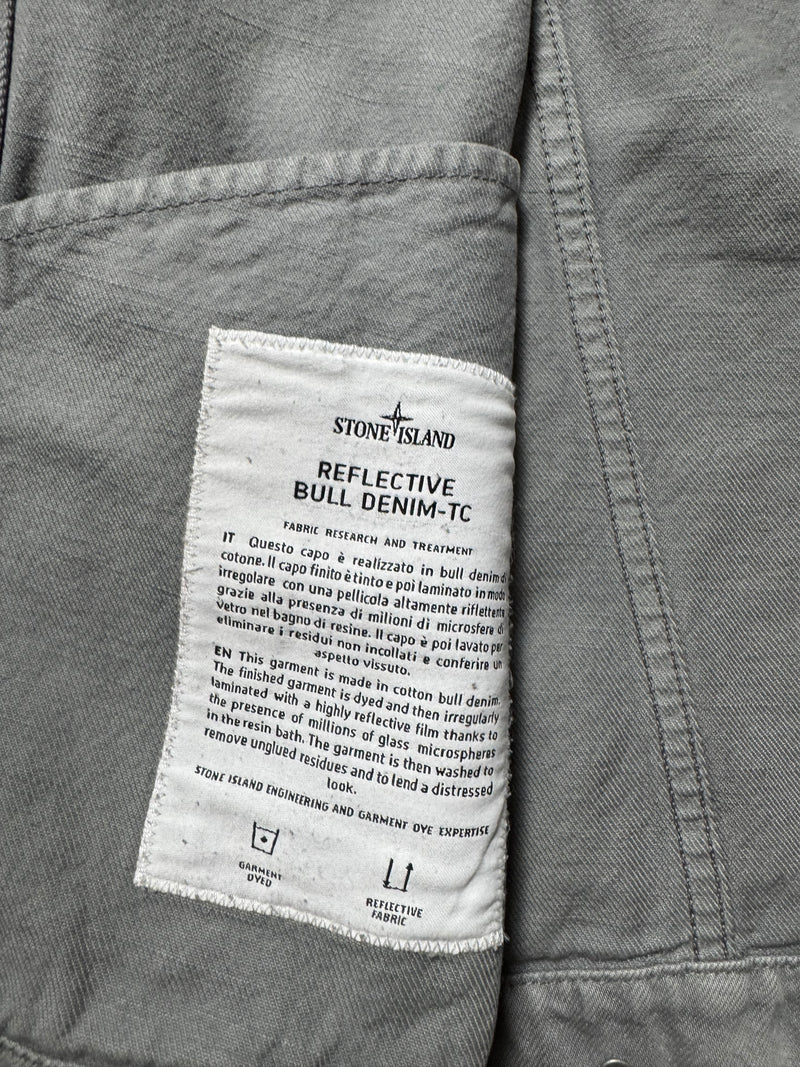 STONE ISLAND
REFLECTIVE
BULL DENIM-TC
FABRIC RESEARCH AND TREATMENT
IT Questo capo è realizzato in bull denim di
cotone. Il capo finito è tinto e poi laminato in modo
irregolare con una pellicola altamente riflettente
grazie alla presenza di milioni di microsfere di
vetro nel bagno di resine. Il capo è poi lavato per
eliminare i residui non incollati e conferire un
aspetto vissuto.
EN This garment is made in cotton bull denim.
The finished garment is dyed and then irregularly
laminated with a highly reflective film thanks to
the presence of millions of glass microspheres
in the resin bath. The garment is then washed to
remove unglued residues and to lend a distressed
look.
STONE ISLAND ENGINEERING AND GARMENT DYE EXPERTISE
GARMENT
DYED
REFLECTIVE
FABRIC